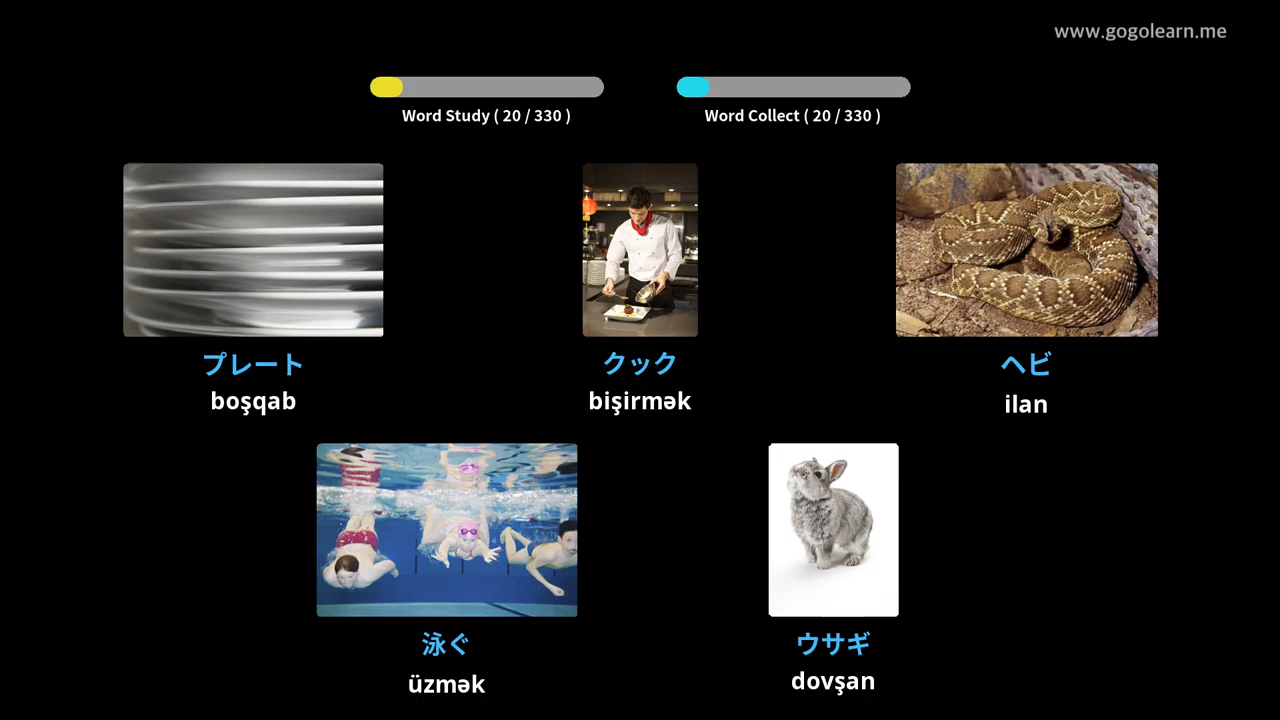 www.gogolearn.me
Word Study ( 20 / 330 )
Word Collect ( 20 / 330 )
プレート
boşqab
クック
bişirmək
ヘビ
ilan
泳ぐ
üzmək
ウサギ
dovşan